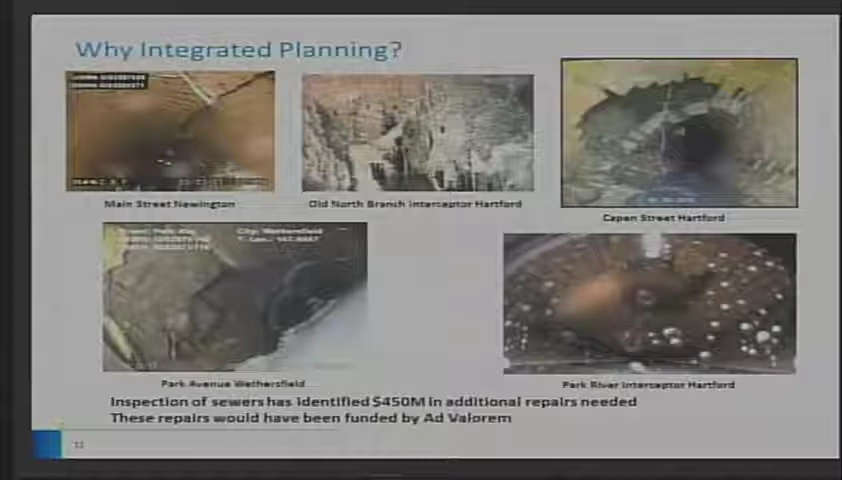 Why Integrated Planning?
Main Street Newington
Old North Branch Interceptor Hartford
Capen Street Hartford
City: Wethersfield
Park Avenue Wethersfield
Park River Interceptor Hartford
Inspection of sewers has identified $450M in additional repairs needed
These repairs would have been funded by Ad Valorem